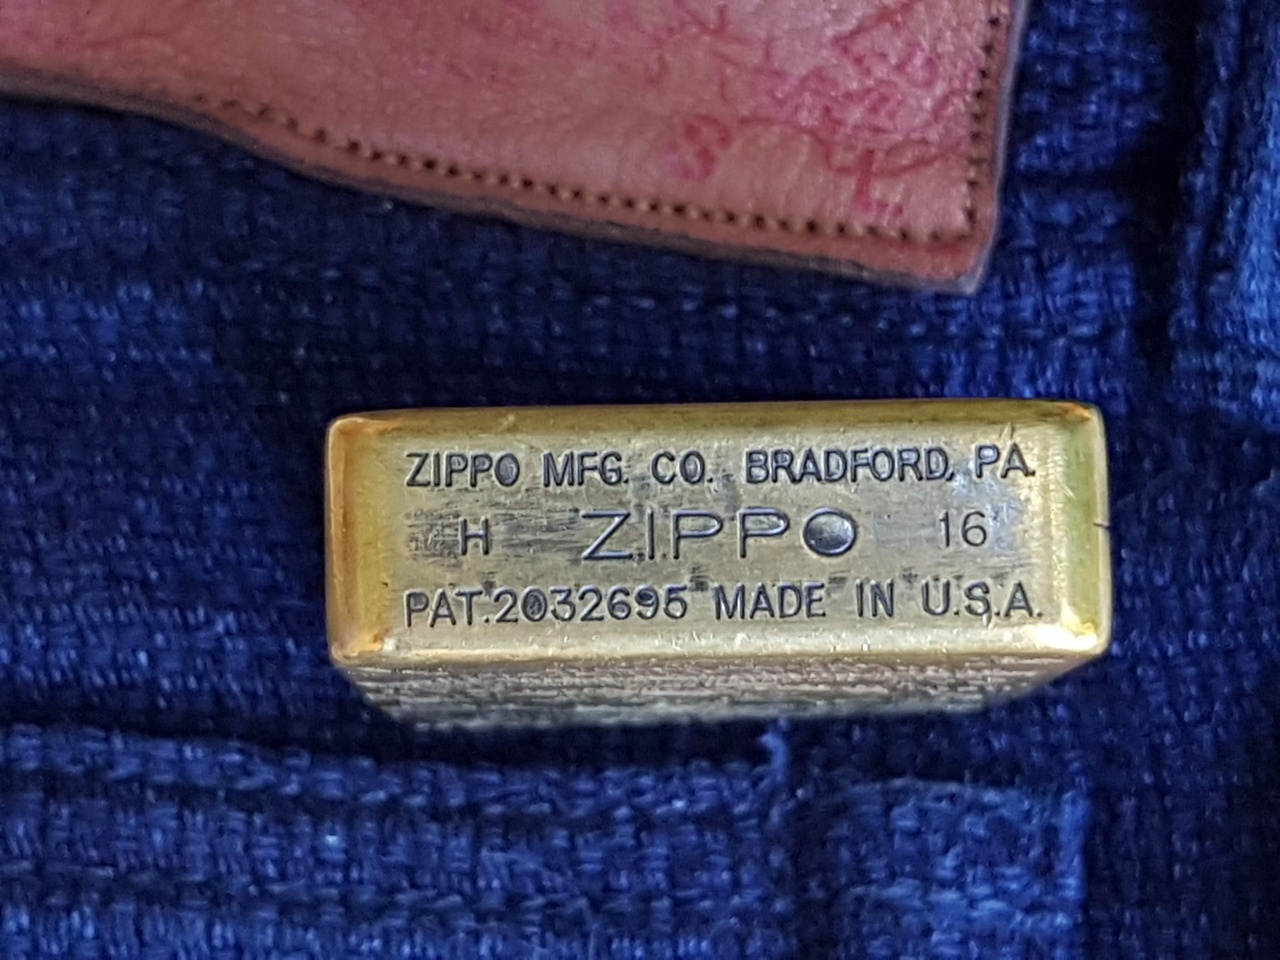 ZIPPO MFG. CO. BRADFORD, PA.
H ZIPPO 16
PAT.2032695 MADE IN U.S.A.